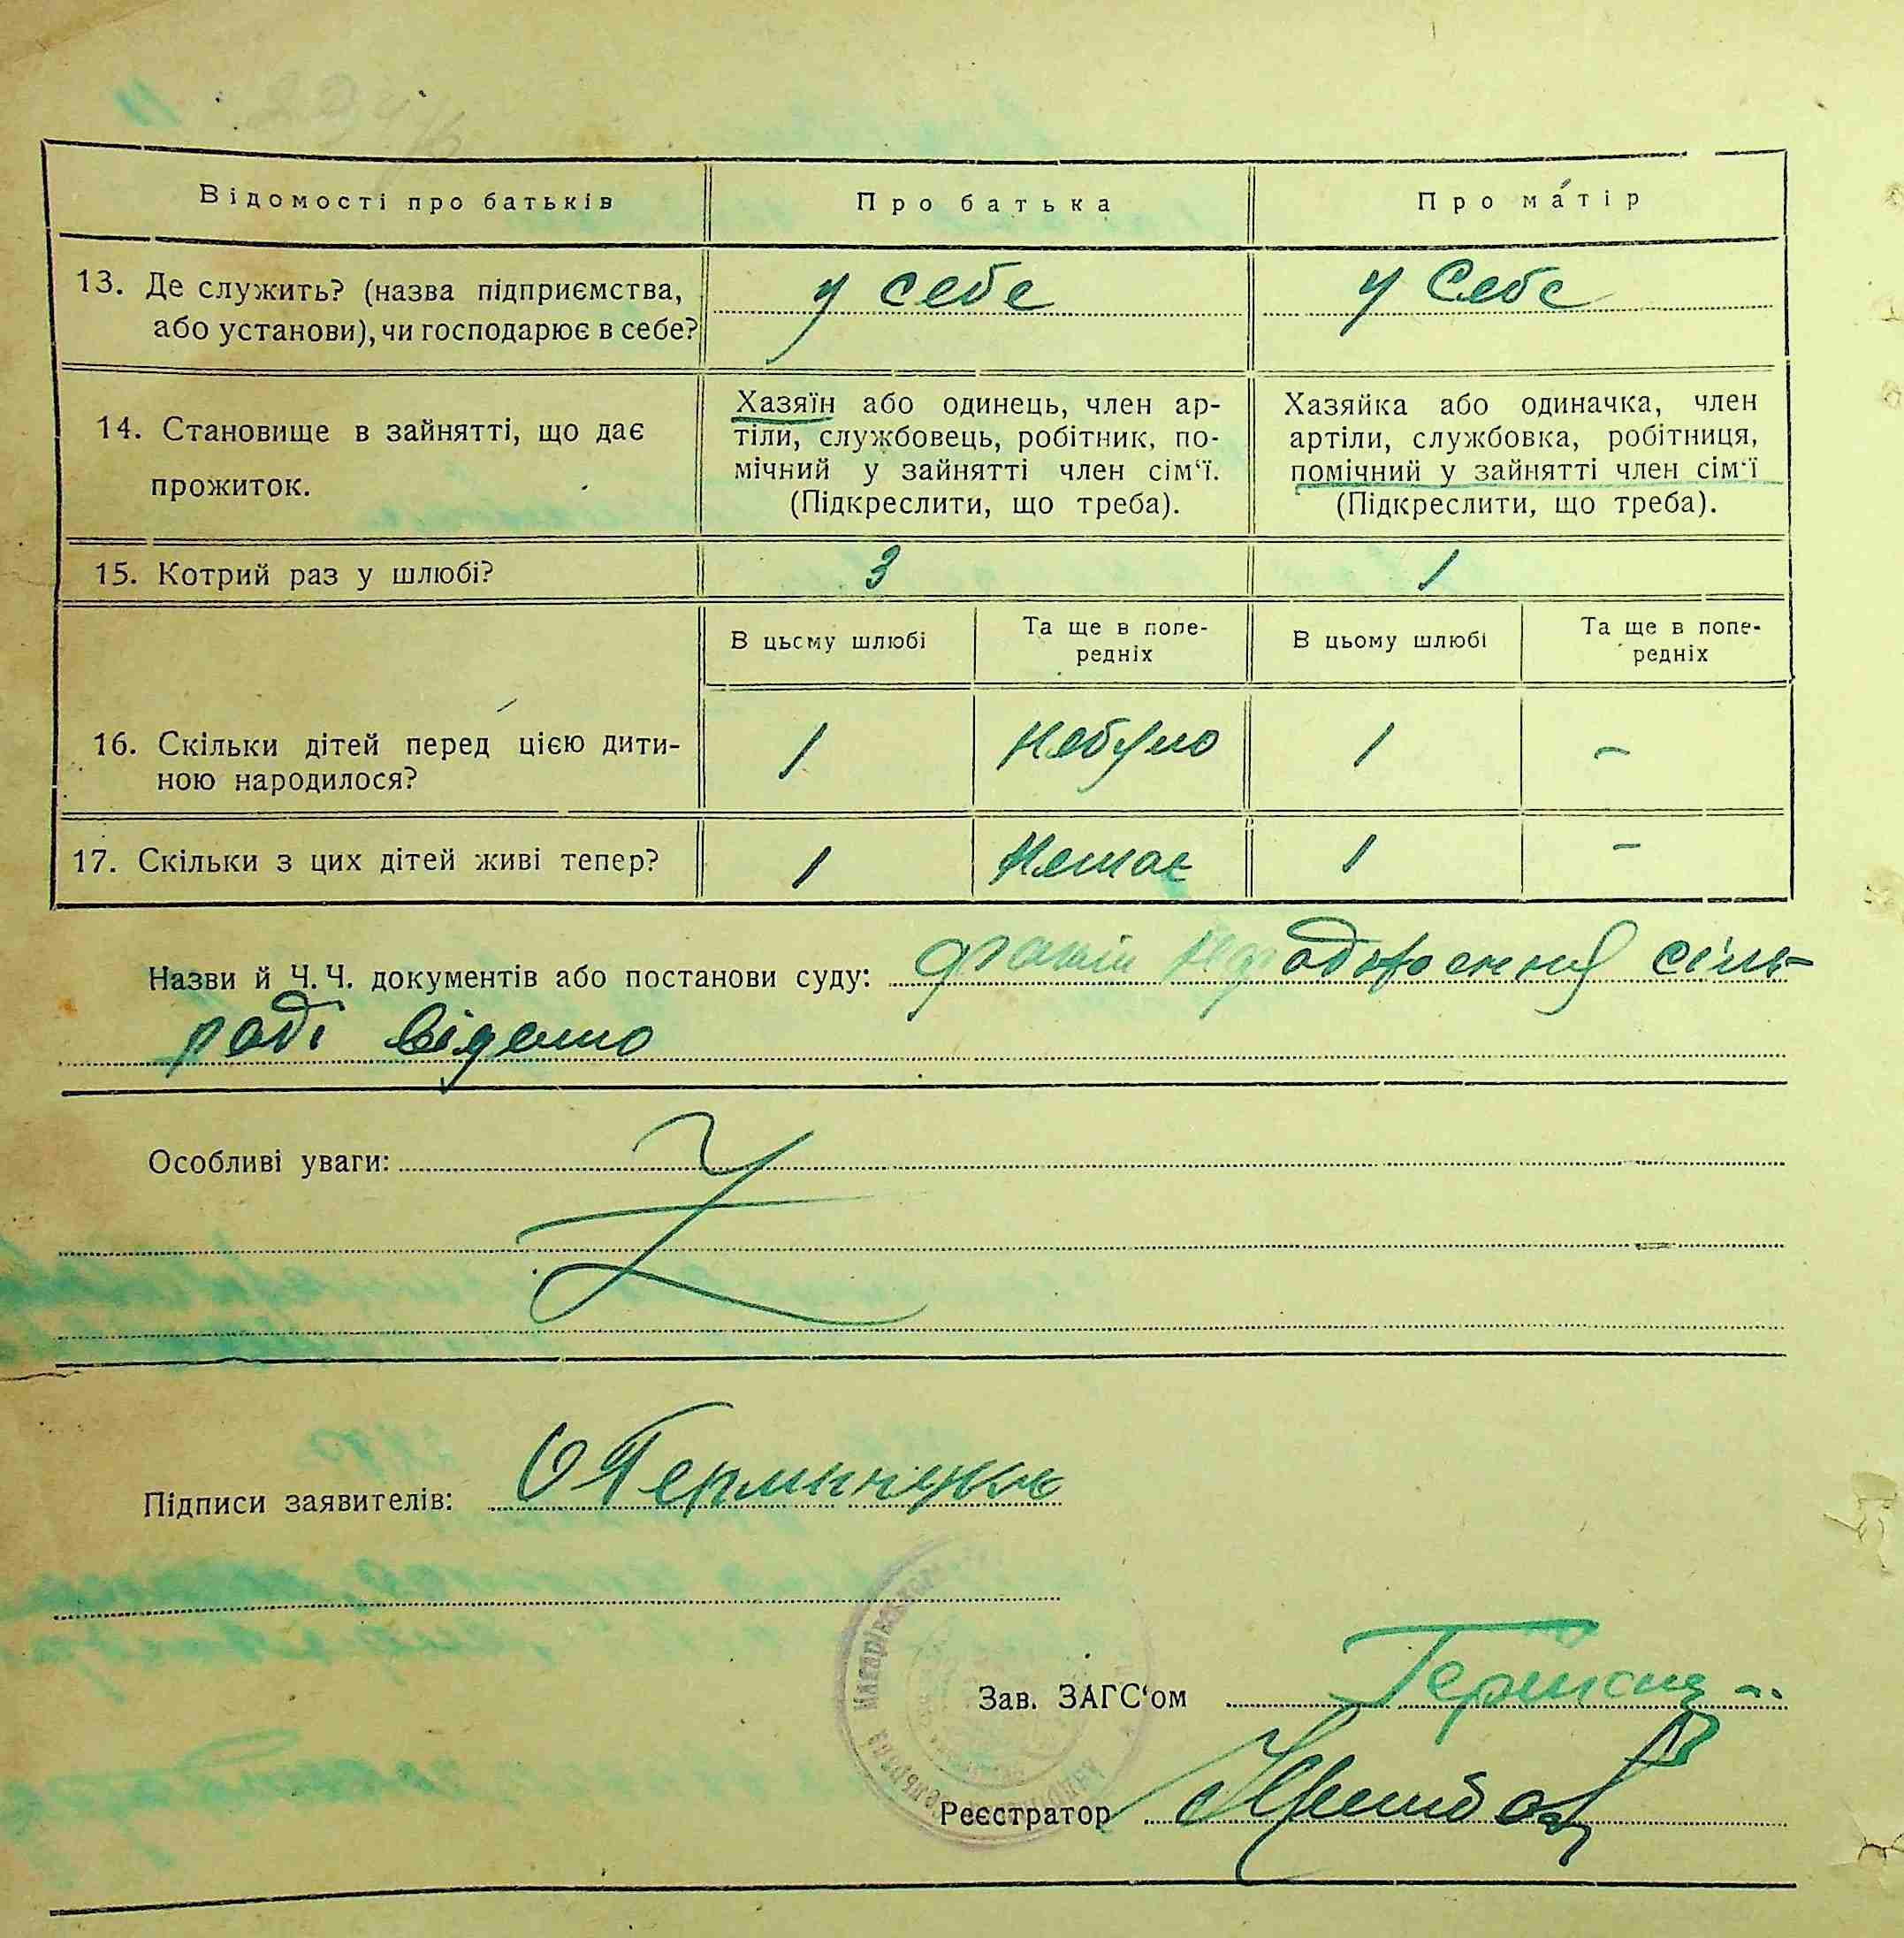 Відомості про батьків
Про батька
Про матір
13. Де служить? (назва підприємства,
або установи), чи господарює в себе?
у себе
у Себе
14. Становище в зайнятті, що дає
прожиток.
Хазяїн або одинець, член ар-
тіли, службовець, робітник, по-
мічний у зайнятті член сім‘ї.
(Підкреслити, що треба).
Хазяйка або одиначка, член
артіли, службовка, робітниця,
помічний у зайнятті член сім‘ї
(Підкреслити, що треба).
15. Котрий раз у шлюбі?
3
1
В цьому шлюбі
Та ще в попе-
редніх
В цьому шлюбі
Та ще в попе-
редніх
16. Скільки дітей перед цією дити-
ною народилося?
1
небуло
1
–
17. Скільки з цих дітей живі тепер?
1
немає
1
–
Назви й Ч.Ч. документів або постанови суду: факт народження сіль-
раді відомо
Особливі уваги:
Підписи заявителів:
Зав. ЗАГС‘ом
Реєстратор